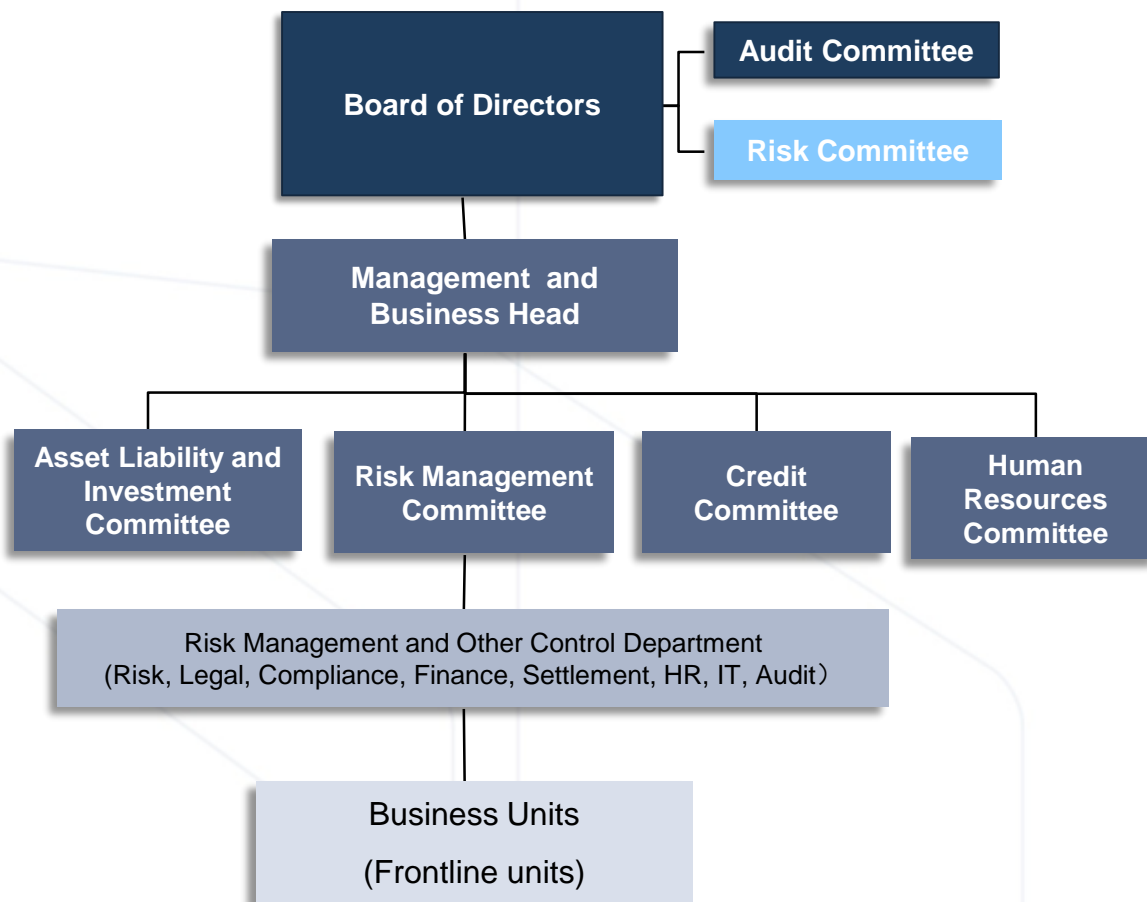 Board of Directors
Audit Committee
Risk Committee
Management and
Business Head
Asset Liability and
Investment
Committee
Risk Management
Committee
Credit
Committee
Human
Resources
Committee
Risk Management and Other Control Department
(Risk, Legal, Compliance, Finance, Settlement, HR, IT, Audit）
Business Units
(Frontline units)